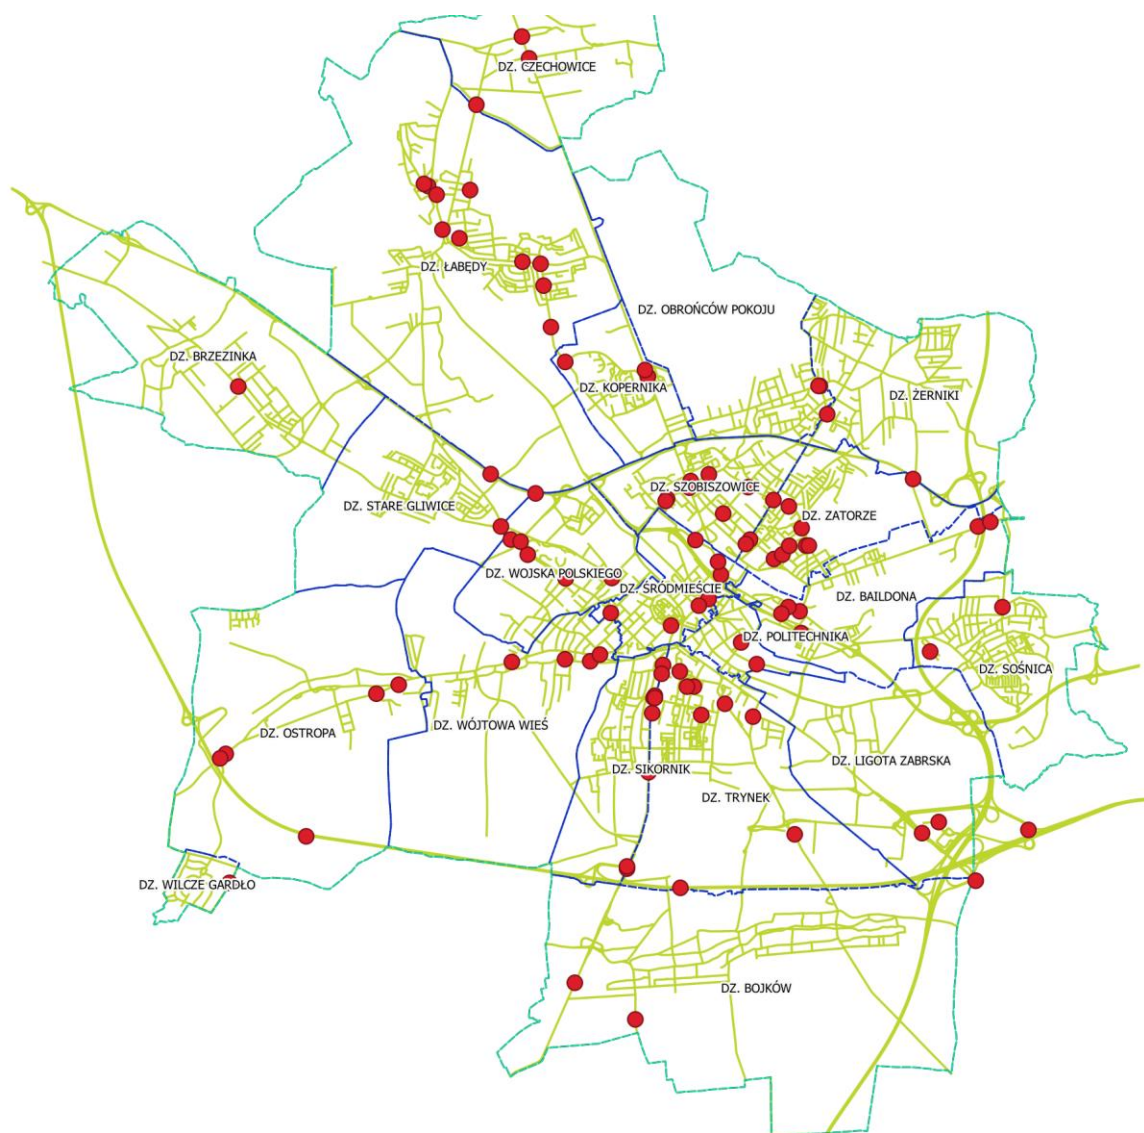 DZ. CZECHOWICE
DZ. ŁABĘDY
DZ. OBROŃCÓW POKOJU
DZ. BRZEZINKA
DZ. KOPERNIKA
DZ. ŻERNIKI
DZ. SZOBISZOWICE
DZ. STARE GLIWICE
DZ. ZATORZE
DZ. WOJSKA POLSKIEGO
DZ. ŚRÓDMIEŚCIE
DZ. BAILDONA
DZ. POLITECHNIKA
DZ. SOŚNICA
DZ. WÓJTOWA WIEŚ
DZ. OSTROPA
DZ. LIGOTA ZABRSKA
DZ. SIKORNIK
DZ. TRYNEK
DZ. WILCZE GARDŁO
DZ. BOJKÓW